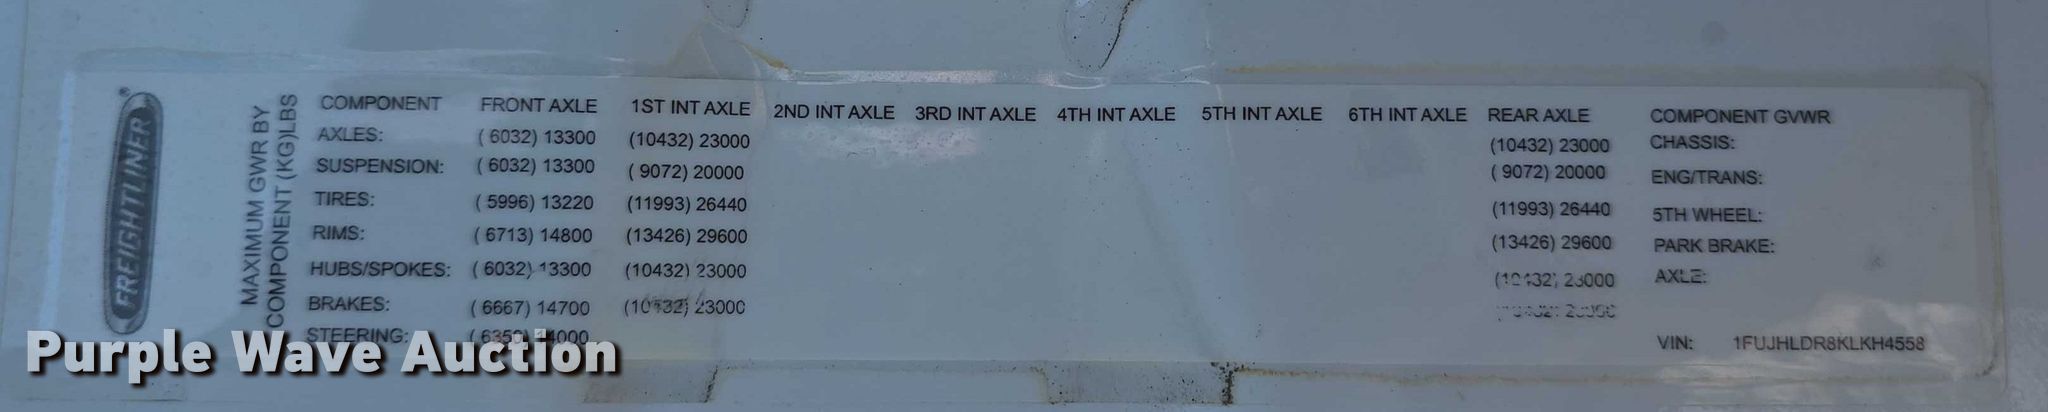 FREIGHTLINER
MAXIMUM GWR BY
COMPONENT (KG)LBS
COMPONENT FRONT AXLE 1ST INT AXLE 2ND INT AXLE 3RD INT AXLE 4TH INT AXLE 5TH INT AXLE 6TH INT AXLE REAR AXLE COMPONENT GVWR
AXLES: ( 6032) 13300 (10432) 23000 (10432) 23000 CHASSIS:
SUSPENSION: ( 6032) 13300 ( 9072) 20000 ( 9072) 20000 ENG/TRANS:
TIRES: ( 5996) 13220 (11993) 26440 (11993) 26440 5TH WHEEL:
RIMS: ( 6713) 14800 (13426) 29600 (13426) 29600 PARK BRAKE:
HUBS/SPOKES: ( 6032) 13300 (10432) 23000 (10432) 23000 AXLE:
BRAKES: ( 6667) 14700 (10432) 23000
STEERING: ( 6350) 14000 VIN: 1FUJHLDR8KLKH4558
Purple Wave Auction